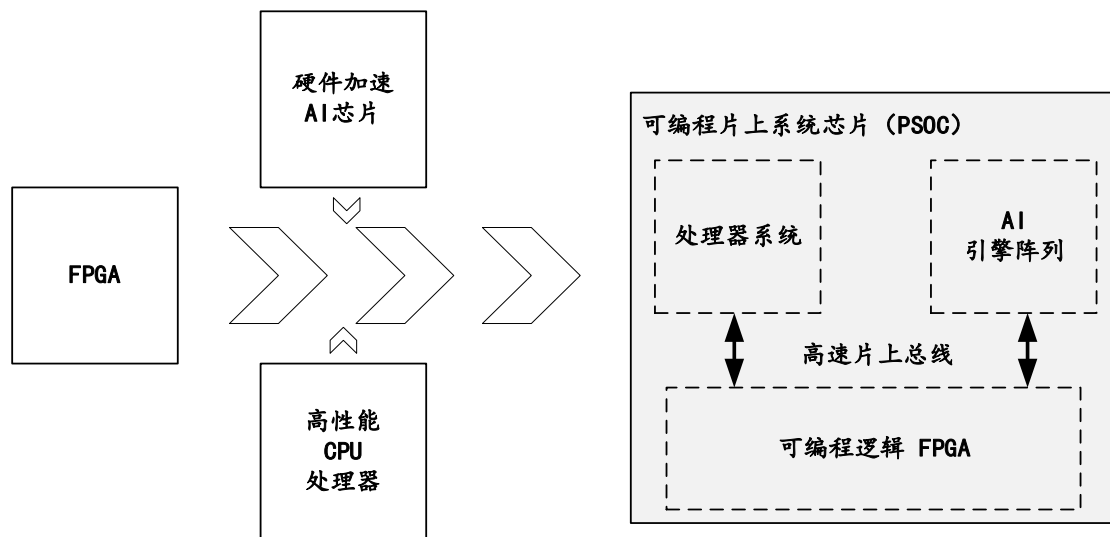 FPGA
硬件加速
AI芯片
高性能
CPU
处理器
可编程片上系统芯片（PSOC）
处理器系统
AI
引擎阵列
高速片上总线
可编程逻辑 FPGA